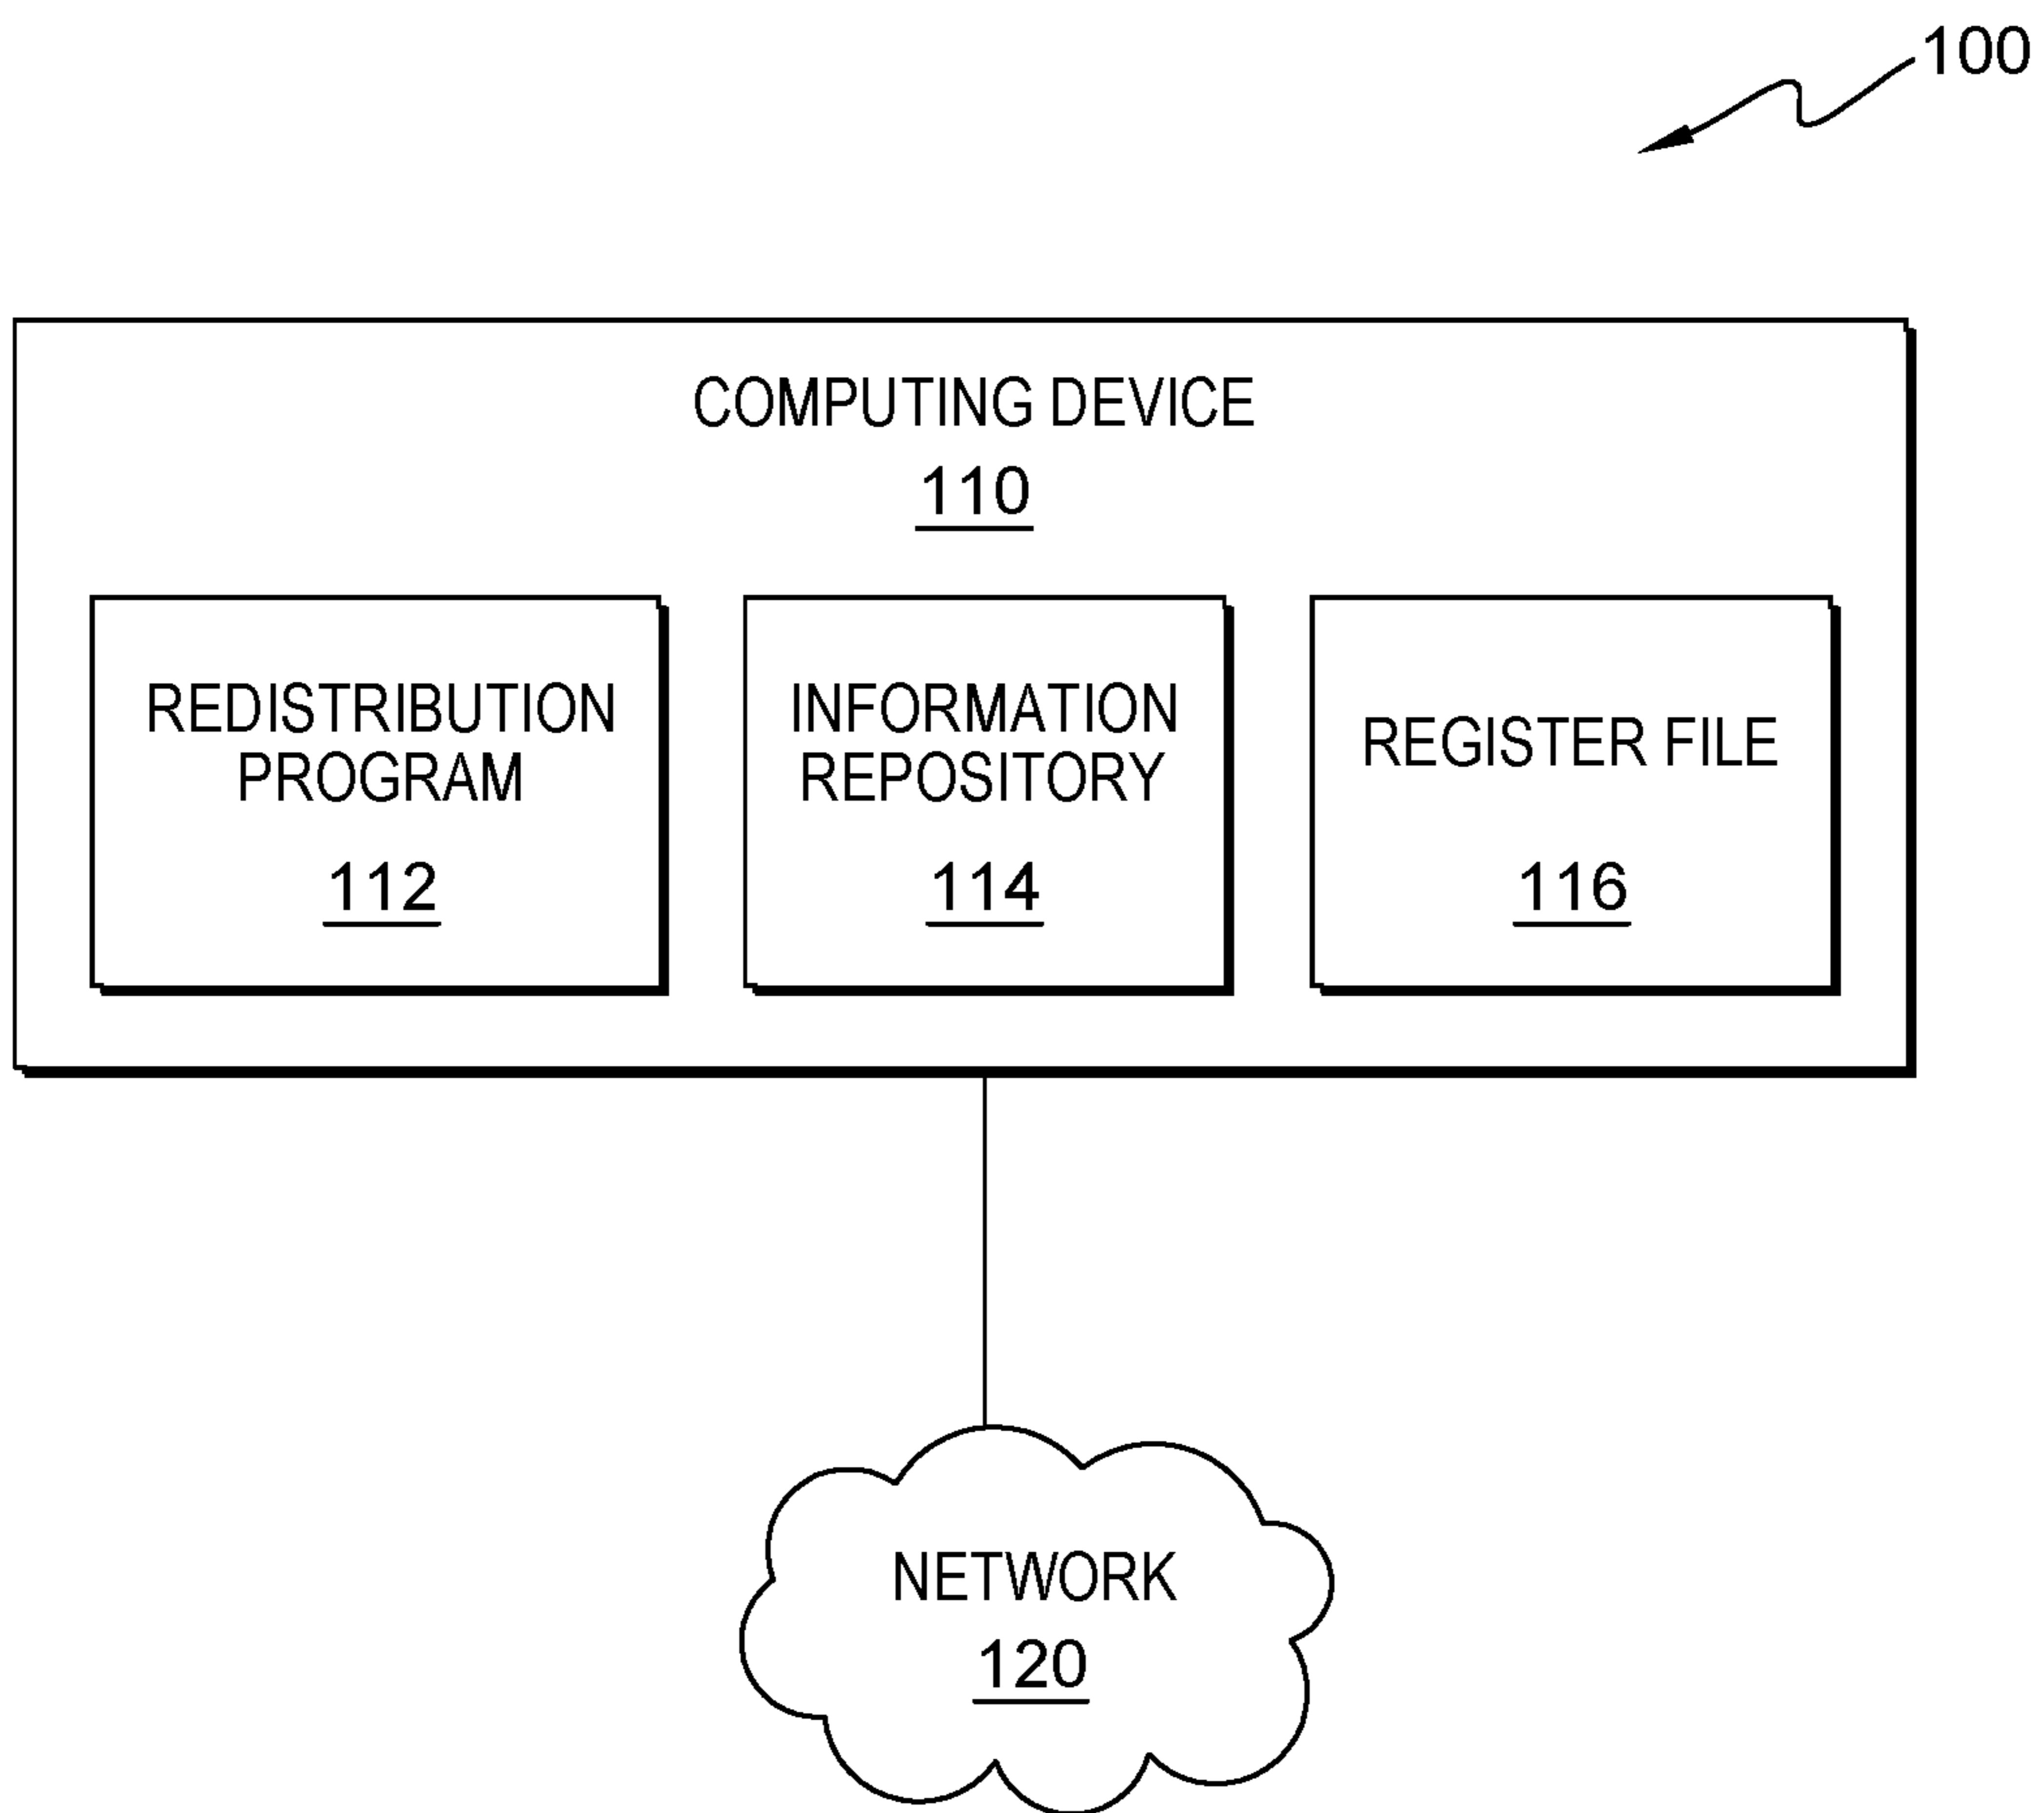 100
COMPUTING DEVICE
110
REDISTRIBUTION
PROGRAM
112
INFORMATION
REPOSITORY
114
REGISTER FILE
116
NETWORK
120